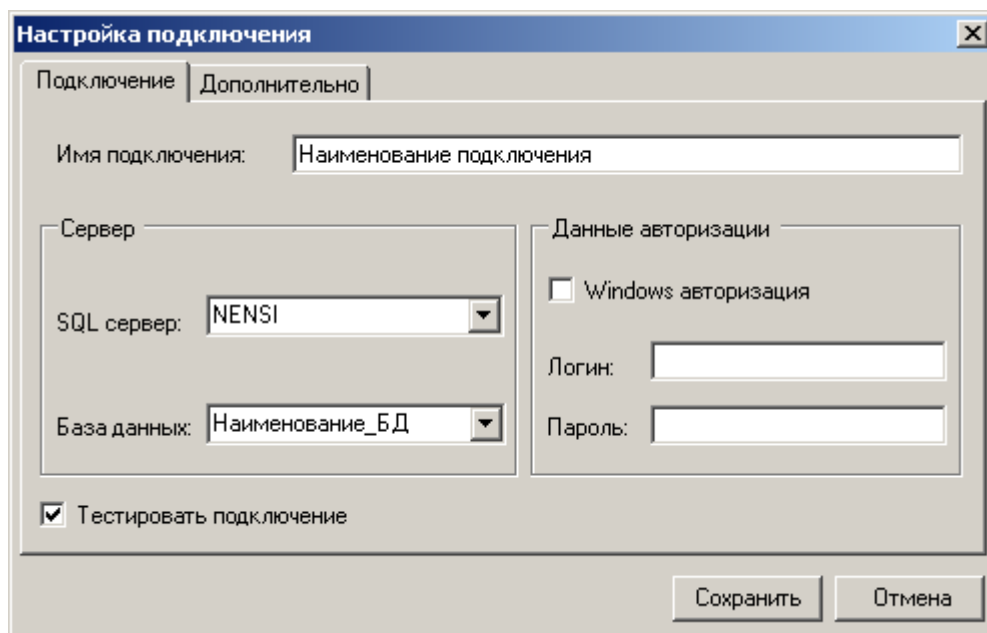 Настройка подключения
Подключение
Дополнительно
Имя подключения:
Наименование подключения
Сервер
SQL сервер:
NENSI
База данных:
Наименование_БД
Данные авторизации
Windows авторизация
Логин:
Пароль:
Тестировать подключение
Сохранить
Отмена